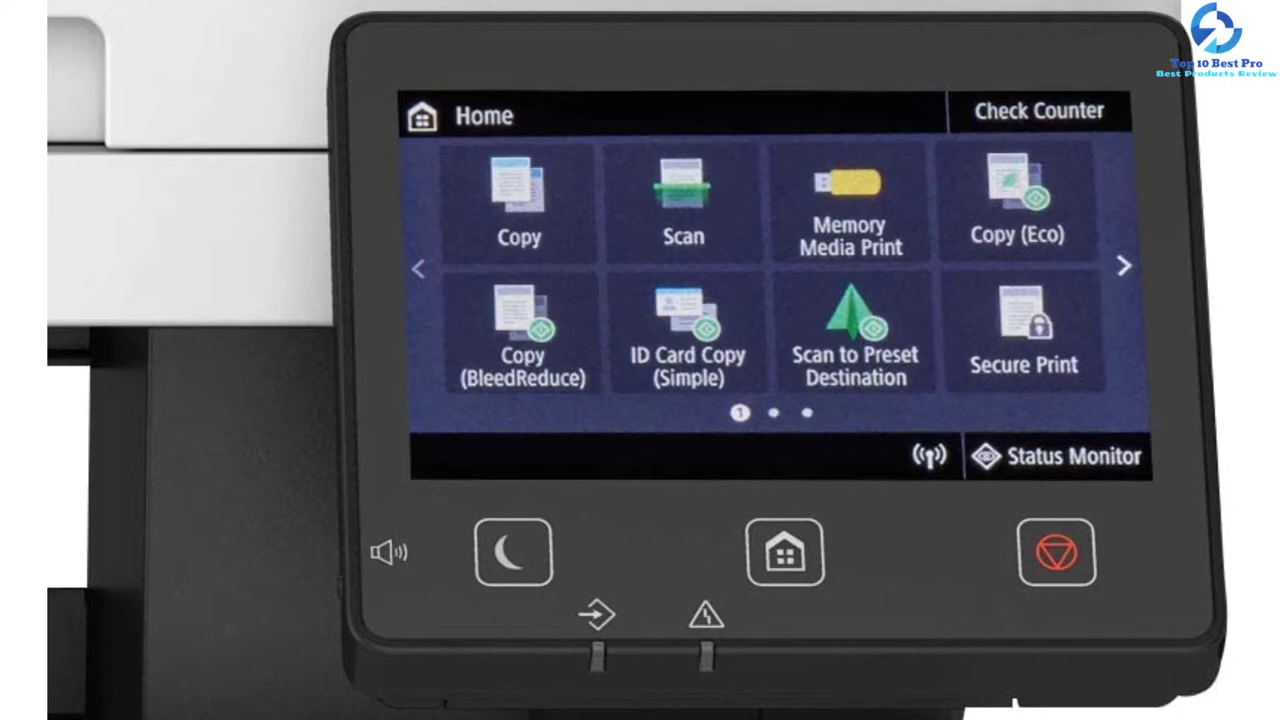 Top 10 Best Pro
Best Products Review
Home
Check Counter
Copy
Scan
Memory
Media Print
Copy (Eco)
Copy
(BleedReduce)
ID Card Copy
(Simple)
Scan to Preset
Destination
Secure Print
1
Status Monitor